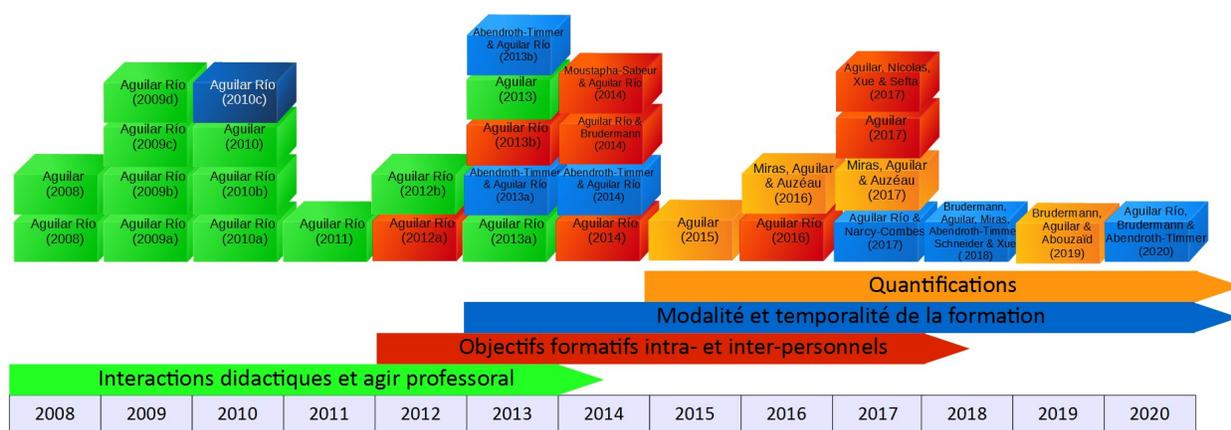 Abendroth-Timmer
& Aguilar Río
(2013b)
Aguilar Río
(2009d)
Aguilar Río
(2010c)
Aguilar
(2013)
Moustapha-Sabeur
& Aguilar Río
(2014)
Aguilar, Nicolas,
Xue & Sefta
(2017)
Aguilar Río
(2009c)
Aguilar
(2010)
Aguilar Río
(2013b)
Aguilar Río &
Brudermann
(2014)
Aguilar
(2017)
Aguilar
(2008)
Aguilar Río
(2009b)
Aguilar Río
(2010b)
Aguilar Río
(2012b)
Abendroth-Timmer
& Aguilar Río
(2013a)
Abendroth-Timmer
& Aguilar Río
(2014)
Miras, Aguilar
& Auzéau
(2016)
Miras, Aguilar
& Auzéau
(2017)
Aguilar Río
(2008)
Aguilar Río
(2009a)
Aguilar Río
(2010a)
Aguilar Río
(2011)
Aguilar Río
(2012a)
Aguilar Río
(2013a)
Aguilar Río
(2014)
Aguilar
(2015)
Aguilar Río
(2016)
Aguilar Río &
Narcy-Combes
(2017)
Brudermann,
Aguilar, Miras,
Abendroth-Timme
Schneider & Xue
(2018)
Brudermann,
Aguilar &
Abouzaïd
(2019)
Aguilar Río,
Brudermann &
Abendroth-Timmer
(2020)
Quantifications
Modalité et temporalité de la formation
Objectifs formatifs intra- et inter-personnels
Interactions didactiques et agir professoral
2008 2009 2010 2011 2012 2013 2014 2015 2016 2017 2018 2019 2020